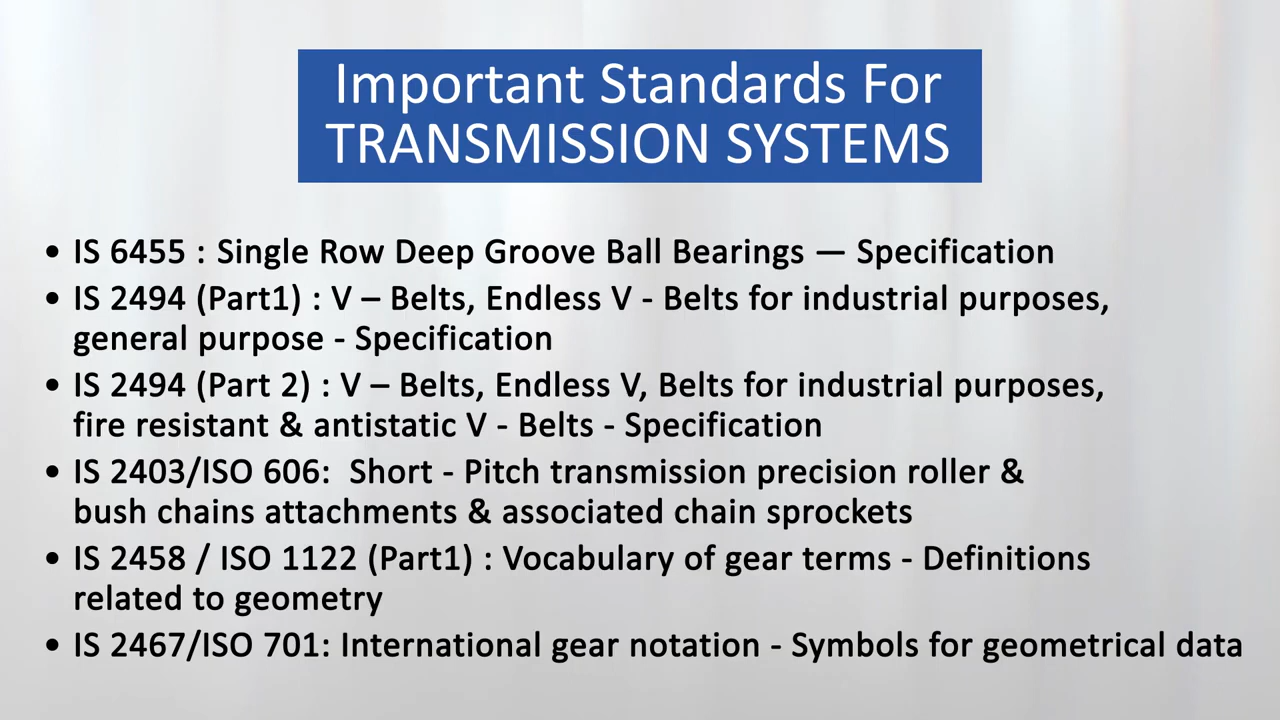 Important Standards For
TRANSMISSION SYSTEMS
• IS 6455 : Single Row Deep Groove Ball Bearings — Specification
• IS 2494 (Part1) : V – Belts, Endless V - Belts for industrial purposes,
general purpose - Specification
• IS 2494 (Part 2) : V – Belts, Endless V, Belts for industrial purposes,
fire resistant & antistatic V - Belts - Specification
• IS 2403/ISO 606:  Short - Pitch transmission precision roller &
bush chains attachments & associated chain sprockets
• IS 2458 / ISO 1122 (Part1) : Vocabulary of gear terms - Definitions
related to geometry
• IS 2467/ISO 701: International gear notation - Symbols for geometrical data